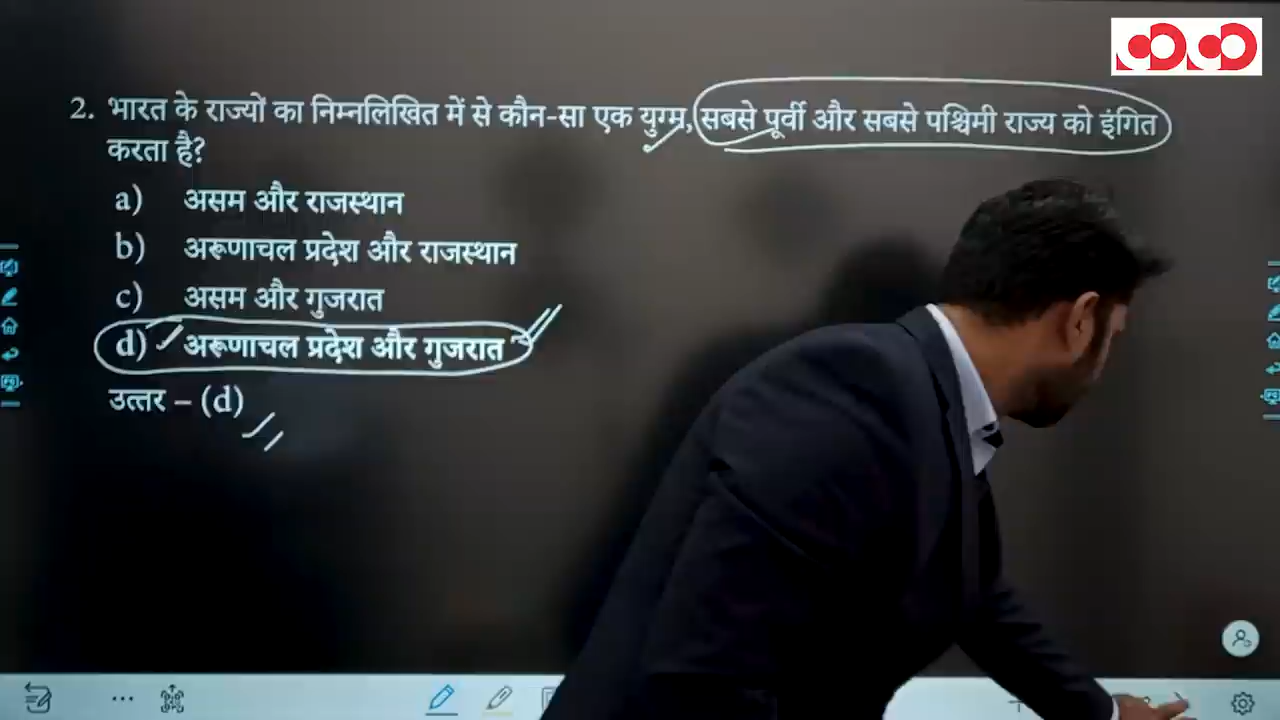 2. भारत के राज्यों का निम्नलिखित में से कौन-सा एक युग्म, सबसे पूर्वी और सबसे पश्चिमी राज्य को इंगित
करता है?
a) असम और राजस्थान
b) अरूणाचल प्रदेश और राजस्थान
c) असम और गुजरात
d) अरूणाचल प्रदेश और गुजरात
उत्तर – (d)